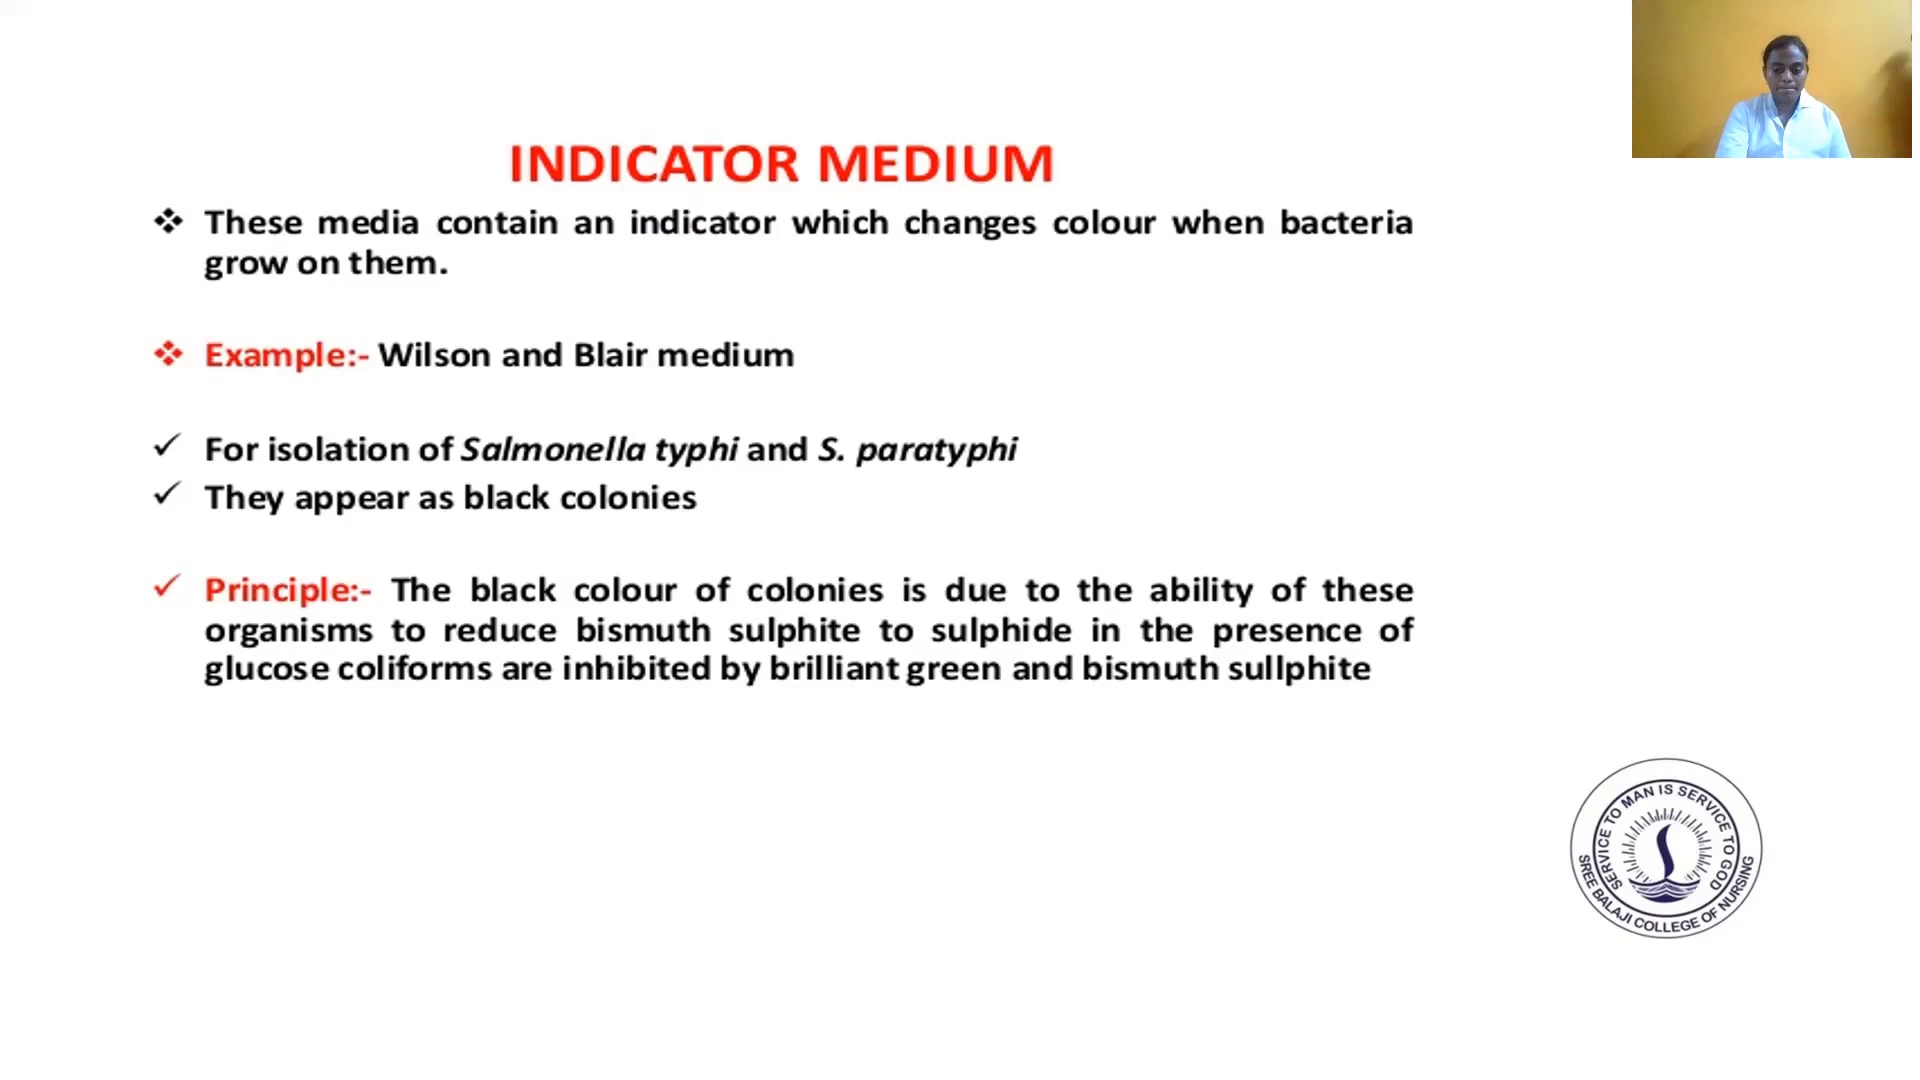 INDICATOR MEDIUM
These media contain an indicator which changes colour when bacteria
grow on them.
Example:- Wilson and Blair medium
For isolation of Salmonella typhi and S. paratyphi
They appear as black colonies
Principle:- The black colour of colonies is due to the ability of these
organisms to reduce bismuth sulphite to sulphide in the presence of
glucose coliforms are inhibited by brilliant green and bismuth sullphite
SERVICE TO MAN IS SERVICE TO GOD
SREE BALAJI COLLEGE OF NURSING